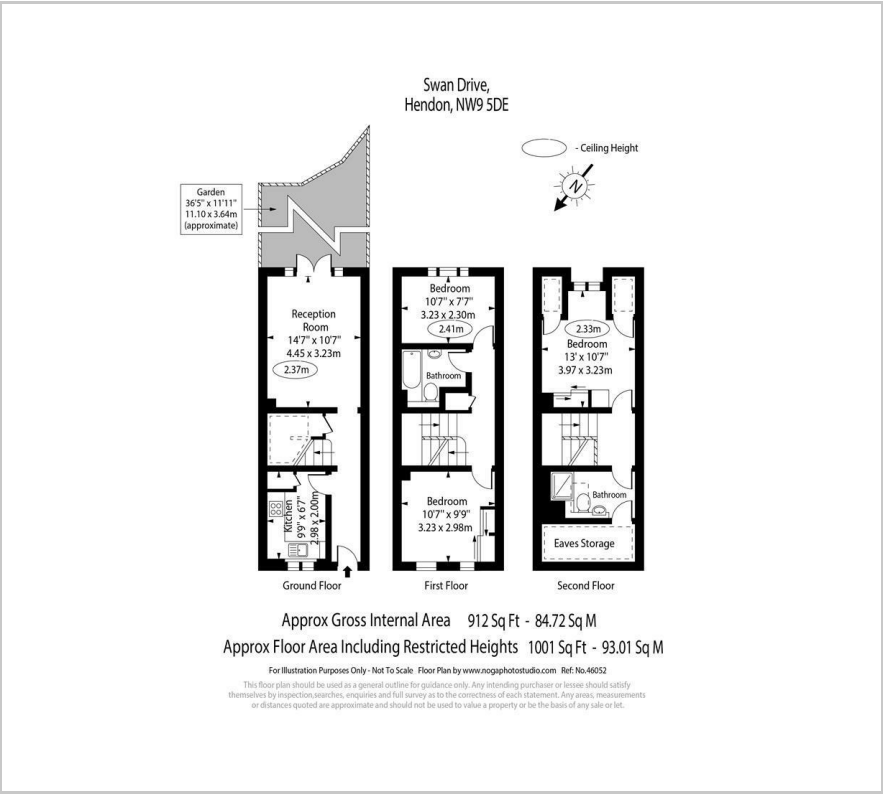 Swan Drive,
Hendon, NW9 5DE
- Ceiling Height
N
Garden
36'5" x 11'11"
11.10 x 3.64m
(approximate)
Reception
Room
14'7" x 10'7"
4.45 x 3.23m
2.37m
Kitchen
9'9" x 6'7"
2.98 x 2.00m
Ground Floor
Bedroom
10'7" x 7'7"
3.23 x 2.30m
2.41m
Bathroom
Bedroom
10'7" x 9'9"
3.23 x 2.98m
First Floor
2.33m
Bedroom
13' x 10'7"
3.97 x 3.23m
Bathroom
Eaves Storage
Second Floor
Approx Gross Internal Area 912 Sq Ft - 84.72 Sq M
Approx Floor Area Including Restricted Heights 1001 Sq Ft - 93.01 Sq M
For Illustration Purposes Only - Not To Scale Floor Plan by www.nogaphotostudio.com Ref: No.46052
This floor plan should be used as a general outline for guidance only. Any intending purchaser or lessee should satisfy
themselves by inspection,searches, enquiries and full survey as to the correctness of each statement. Any areas, measurements
or distances quoted are approximate and should not be used to value a property or be the basis of any sale or let.